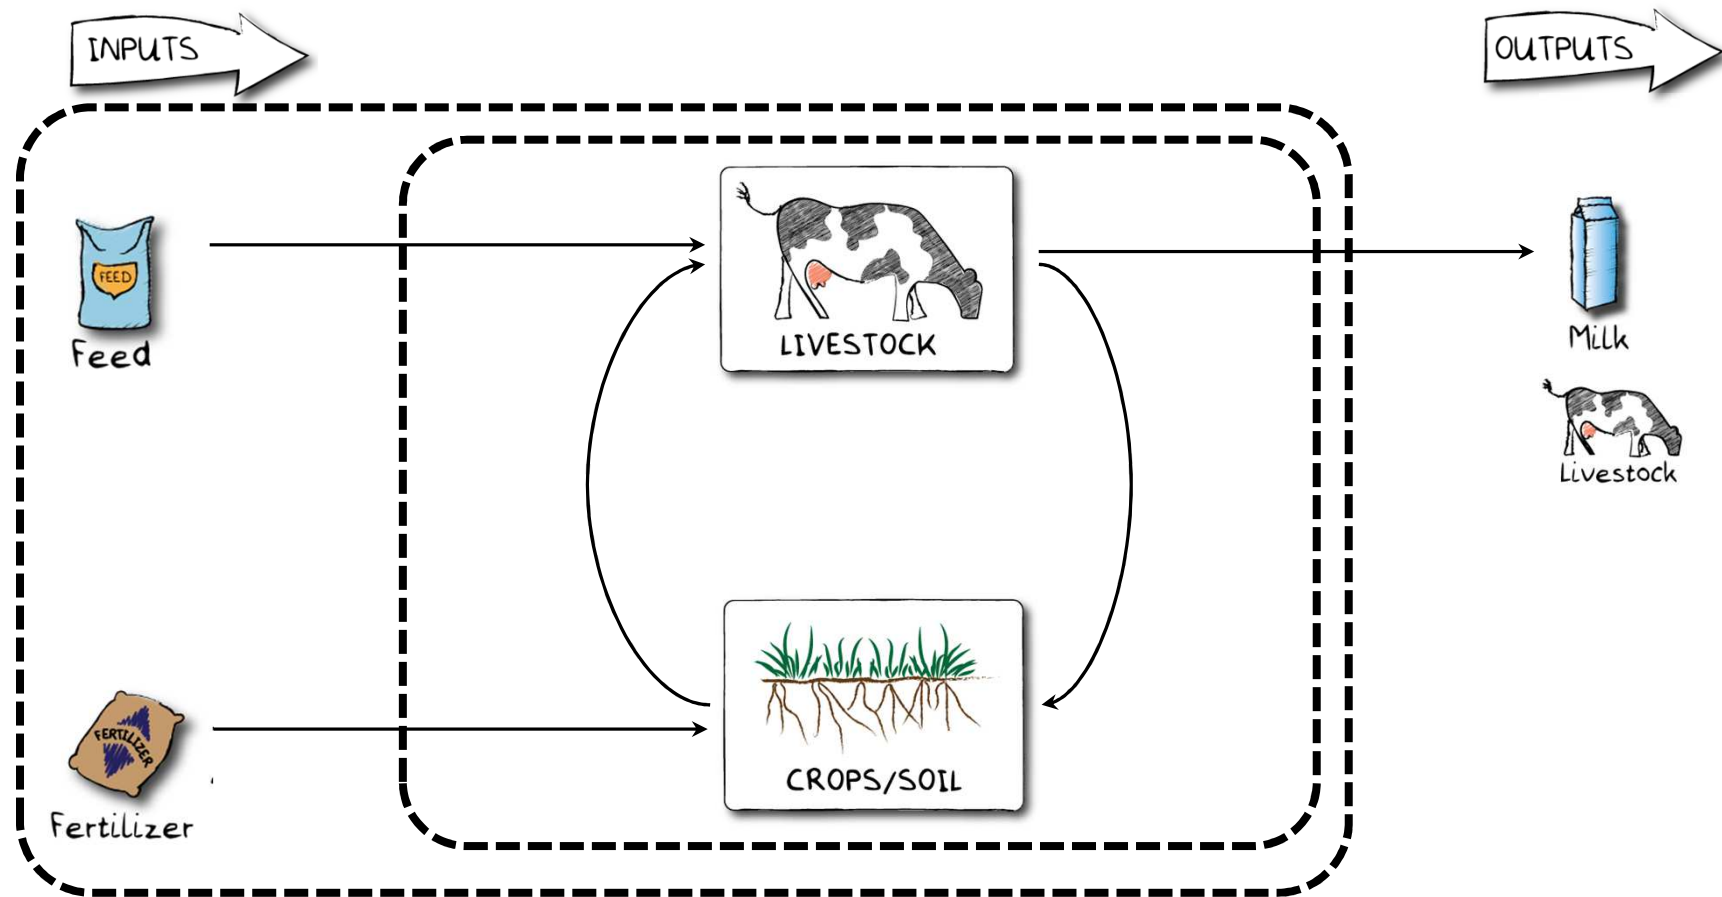 INPUTS
OUTPUTS
FEED
Feed
LIVESTOCK
Milk
Livestock
FERTILIZER
Fertilizer
CROPS/SOIL